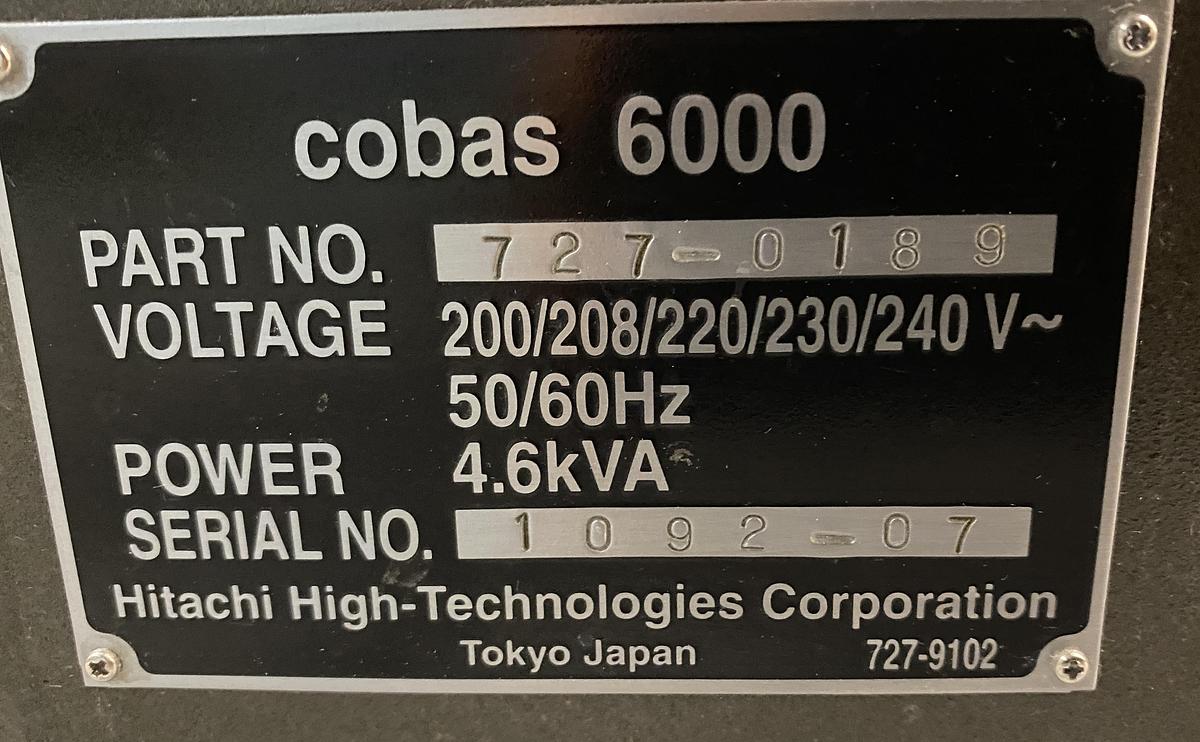 cobas 6000
PART NO. 727-0189
VOLTAGE 200/208/220/230/240 V~
50/60Hz
POWER 4.6kVA
SERIAL NO. 1092-07
Hitachi High-Technologies Corporation
Tokyo Japan 727-9102